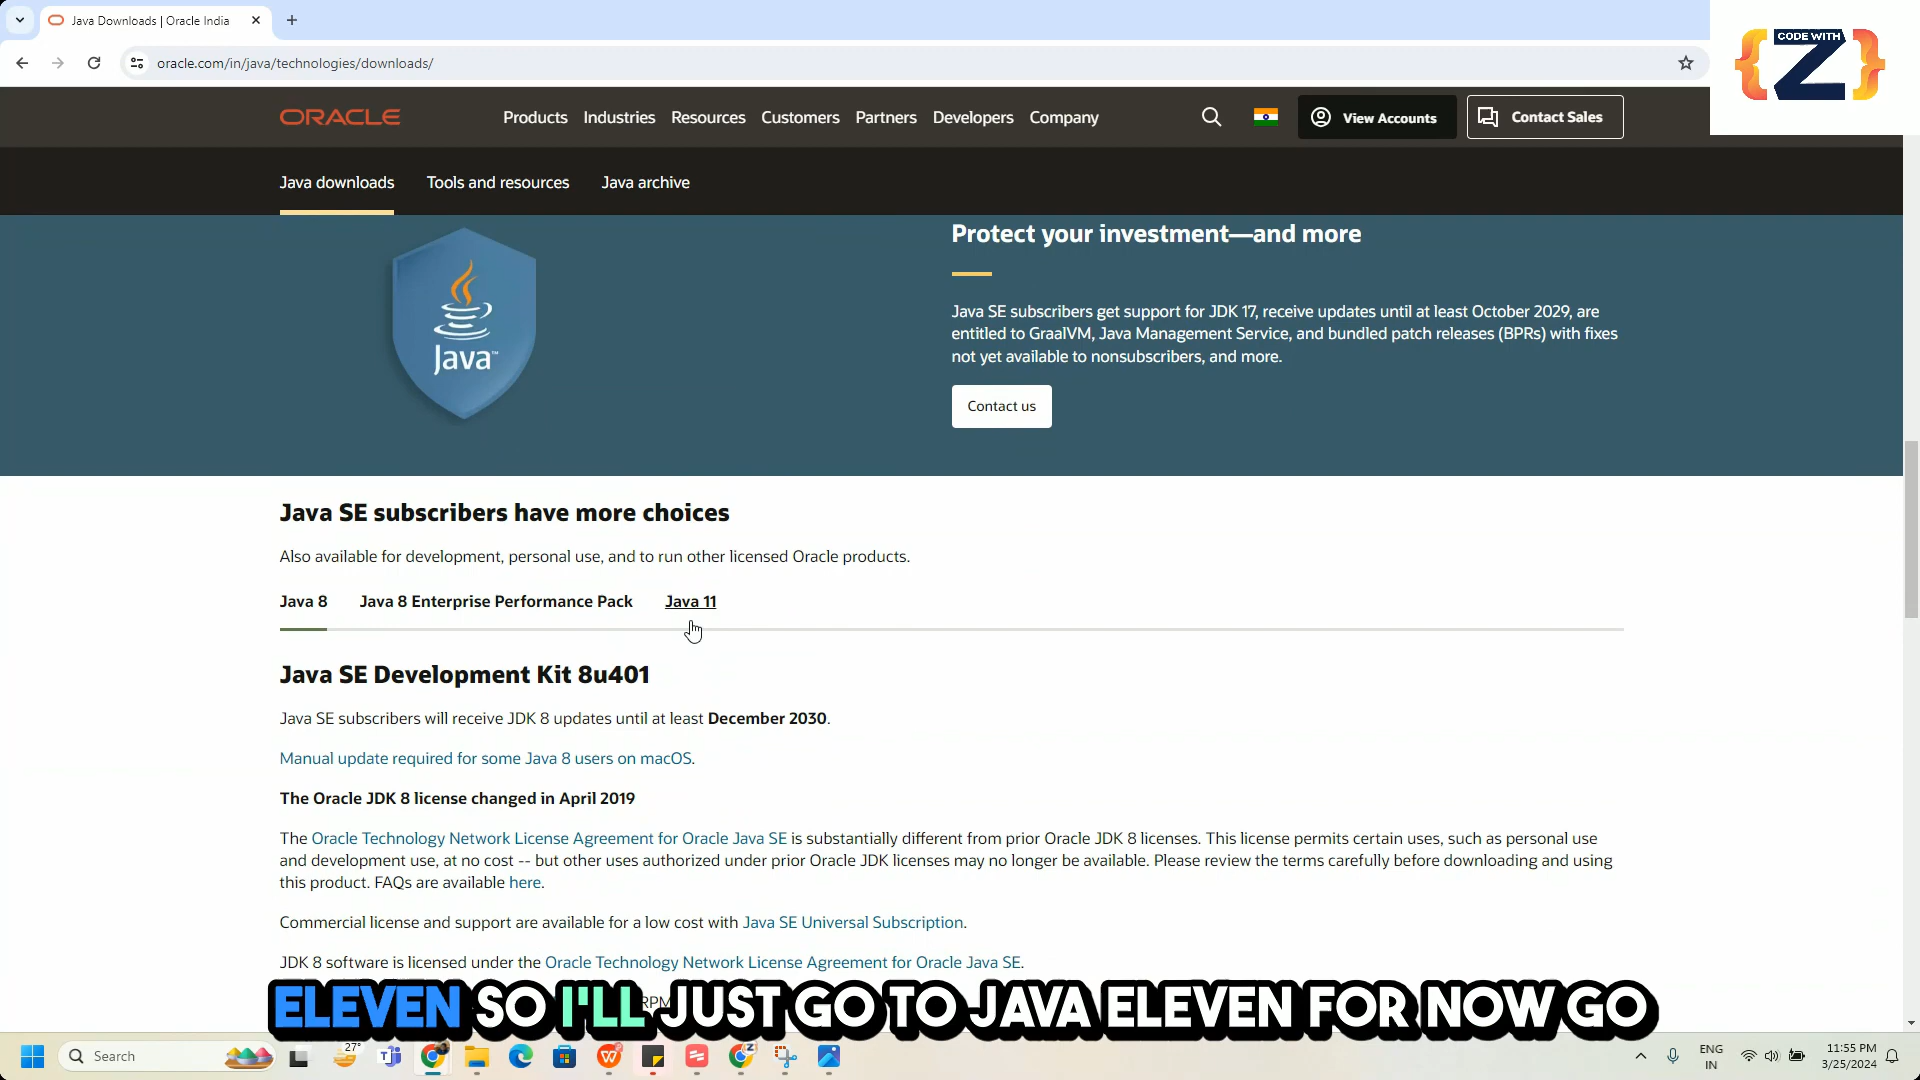 Java Downloads | Oracle India
oracle.com/in/java/technologies/downloads/
CODE WITH
Z
ORACLE
Products Industries Resources Customers Partners Developers Company
View Accounts
Contact Sales
Java downloads Tools and resources Java archive
Java
Protect your investment—and more
Java SE subscribers get support for JDK 17, receive updates until at least October 2029, are
entitled to GraalVM, Java Management Service, and bundled patch releases (BPRs) with fixes
not yet available to nonsubscribers, and more.
Contact us
Java SE subscribers have more choices
Also available for development, personal use, and to run other licensed Oracle products.
Java 8 Java 8 Enterprise Performance Pack Java 11
Java SE Development Kit 8u401
Java SE subscribers will receive JDK 8 updates until at least December 2030.
Manual update required for some Java 8 users on macOS.
The Oracle JDK 8 license changed in April 2019
The Oracle Technology Network License Agreement for Oracle Java SE is substantially different from prior Oracle JDK 8 licenses. This license permits certain uses, such as personal use
and development use, at no cost -- but other uses authorized under prior Oracle JDK licenses may no longer be available. Please review the terms carefully before downloading and using
this product. FAQs are available here.
Commercial license and support are available for a low cost with Java SE Universal Subscription.
JDK 8 software is licensed under the Oracle Technology Network License Agreement for Oracle Java SE.
RPM
ELEVEN SO I'LL JUST GO TO JAVA ELEVEN FOR NOW GO
Search
27°
ENG
IN
11:55 PM
3/25/2024